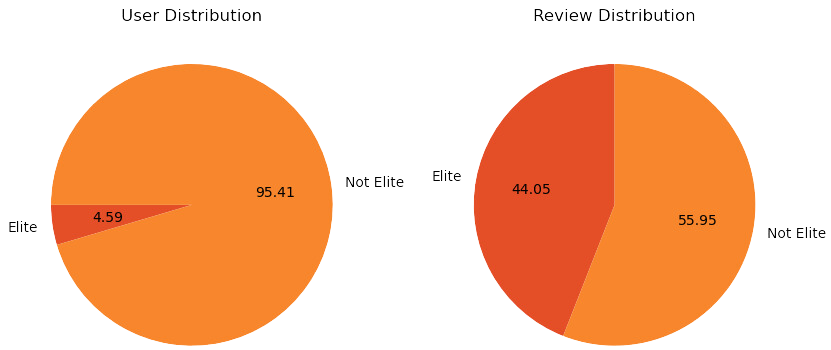 User Distribution
95.41
Not Elite
4.59
Elite
Review Distribution
Elite
44.05
55.95
Not Elite